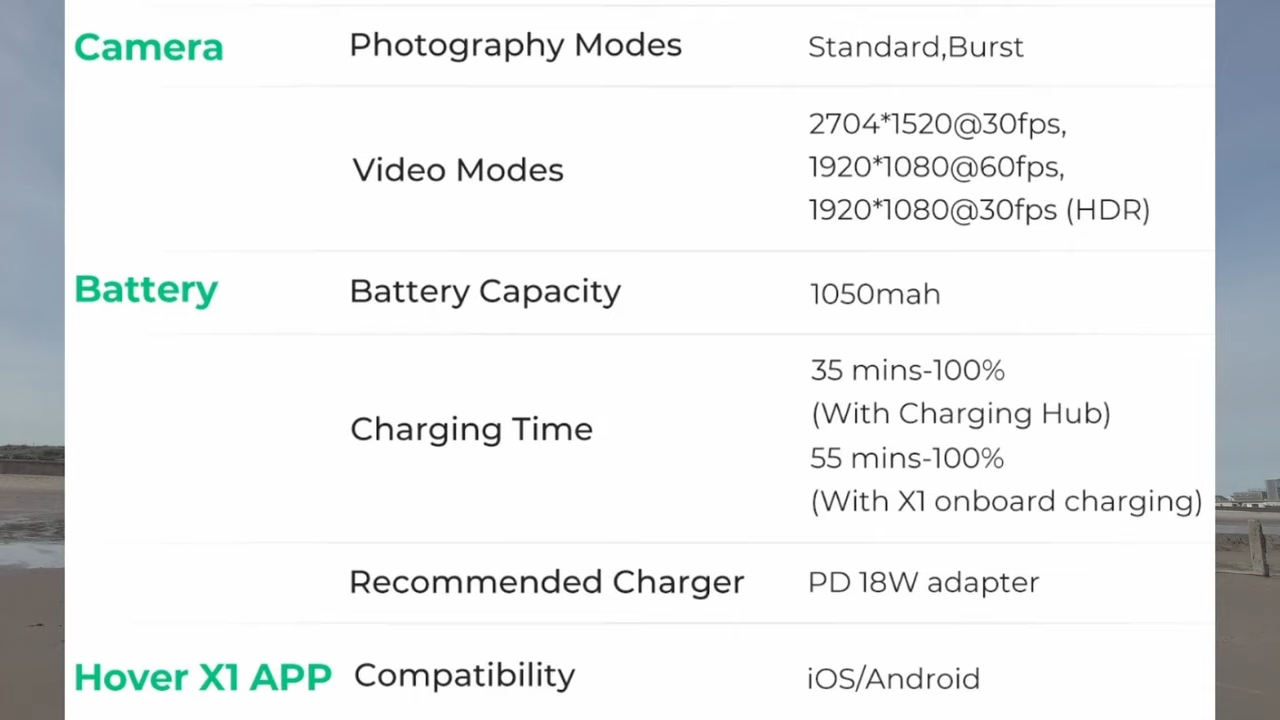 Camera Photography Modes Standard,Burst
Video Modes
2704*1520@30fps,
1920*1080@60fps,
1920*1080@30fps (HDR)
Battery Battery Capacity 1050mah
Charging Time
35 mins-100%
(With Charging Hub)
55 mins-100%
(With X1 onboard charging)
Recommended Charger PD 18W adapter
Hover X1 APP Compatibility iOS/Android